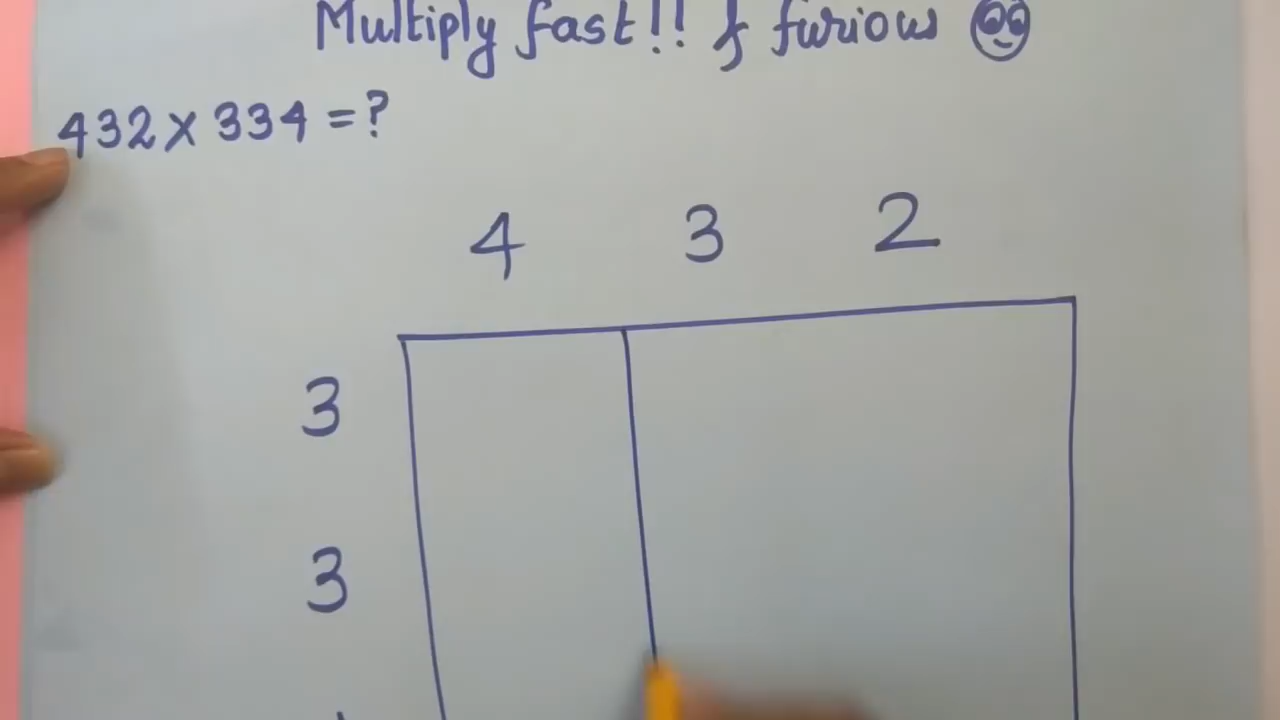 Multiply fast!! & furious
432 x 334 = ?
4 3 2
3
3